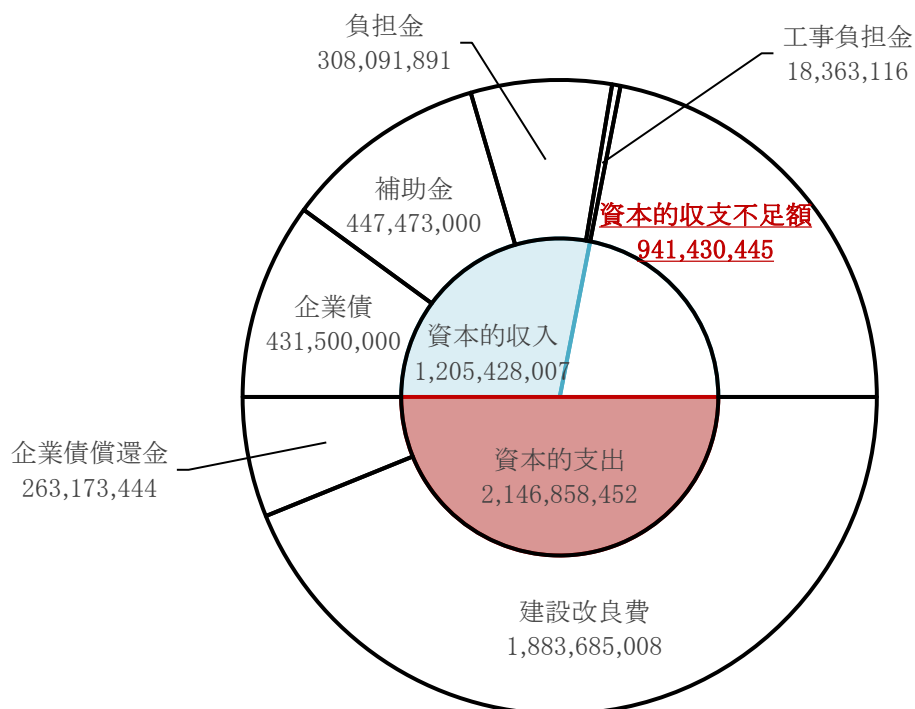 負担金
308,091,891
工事負担金
18,363,116
補助金
447,473,000
資本的収支不足額
941,430,445
企業債
431,500,000
資本的収入
1,205,428,007
企業債償還金
263,173,444
資本的支出
2,146,858,452
建設改良費
1,883,685,008